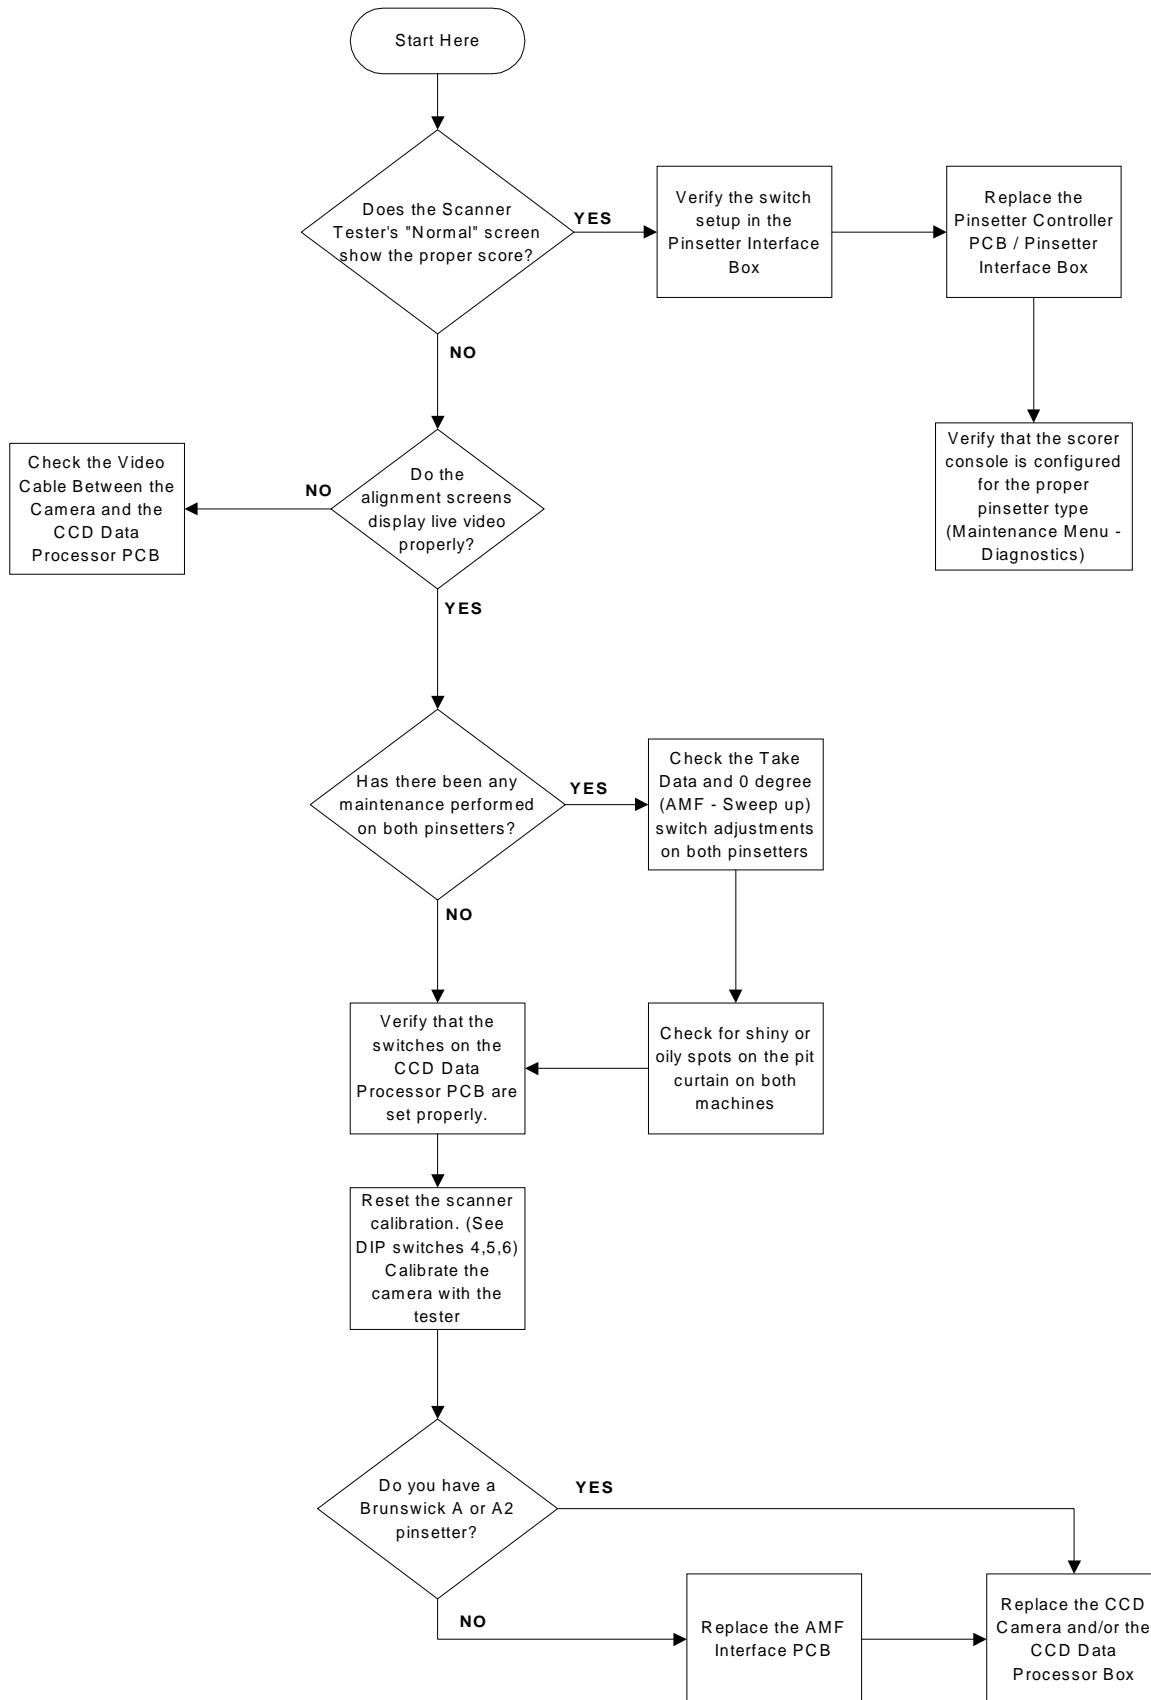 Start Here
Does the Scanner
Tester's "Normal" screen
show the proper score?
YES
Verify the switch
setup in the
Pinsetter Interface
Box
Replace the
Pinsetter Controller
PCB / Pinsetter
Interface Box
Verify that the scorer
console is configured
for the proper
pinsetter type
(Maintenance Menu -
Diagnostics)
NO
Do the
alignment screens
display live video
properly?
NO
Check the Video
Cable Between the
Camera and the
CCD Data
Processor PCB
YES
Has there been any
maintenance performed
on both pinsetters?
YES
Check the Take
Data and 0 degree
(AMF - Sweep up)
switch adjustments
on both pinsetters
Check for shiny or
oily spots on the pit
curtain on both
machines
NO
Verify that the
switches on the
CCD Data
Processor PCB are
set properly.
Reset the scanner
calibration. (See
DIP switches 4,5,6)
Calibrate the
camera with the
tester
Do you have a
Brunswick A or A2
pinsetter?
YES
NO
Replace the AMF
Interface PCB
Replace the CCD
Camera and/or the
CCD Data
Processor Box